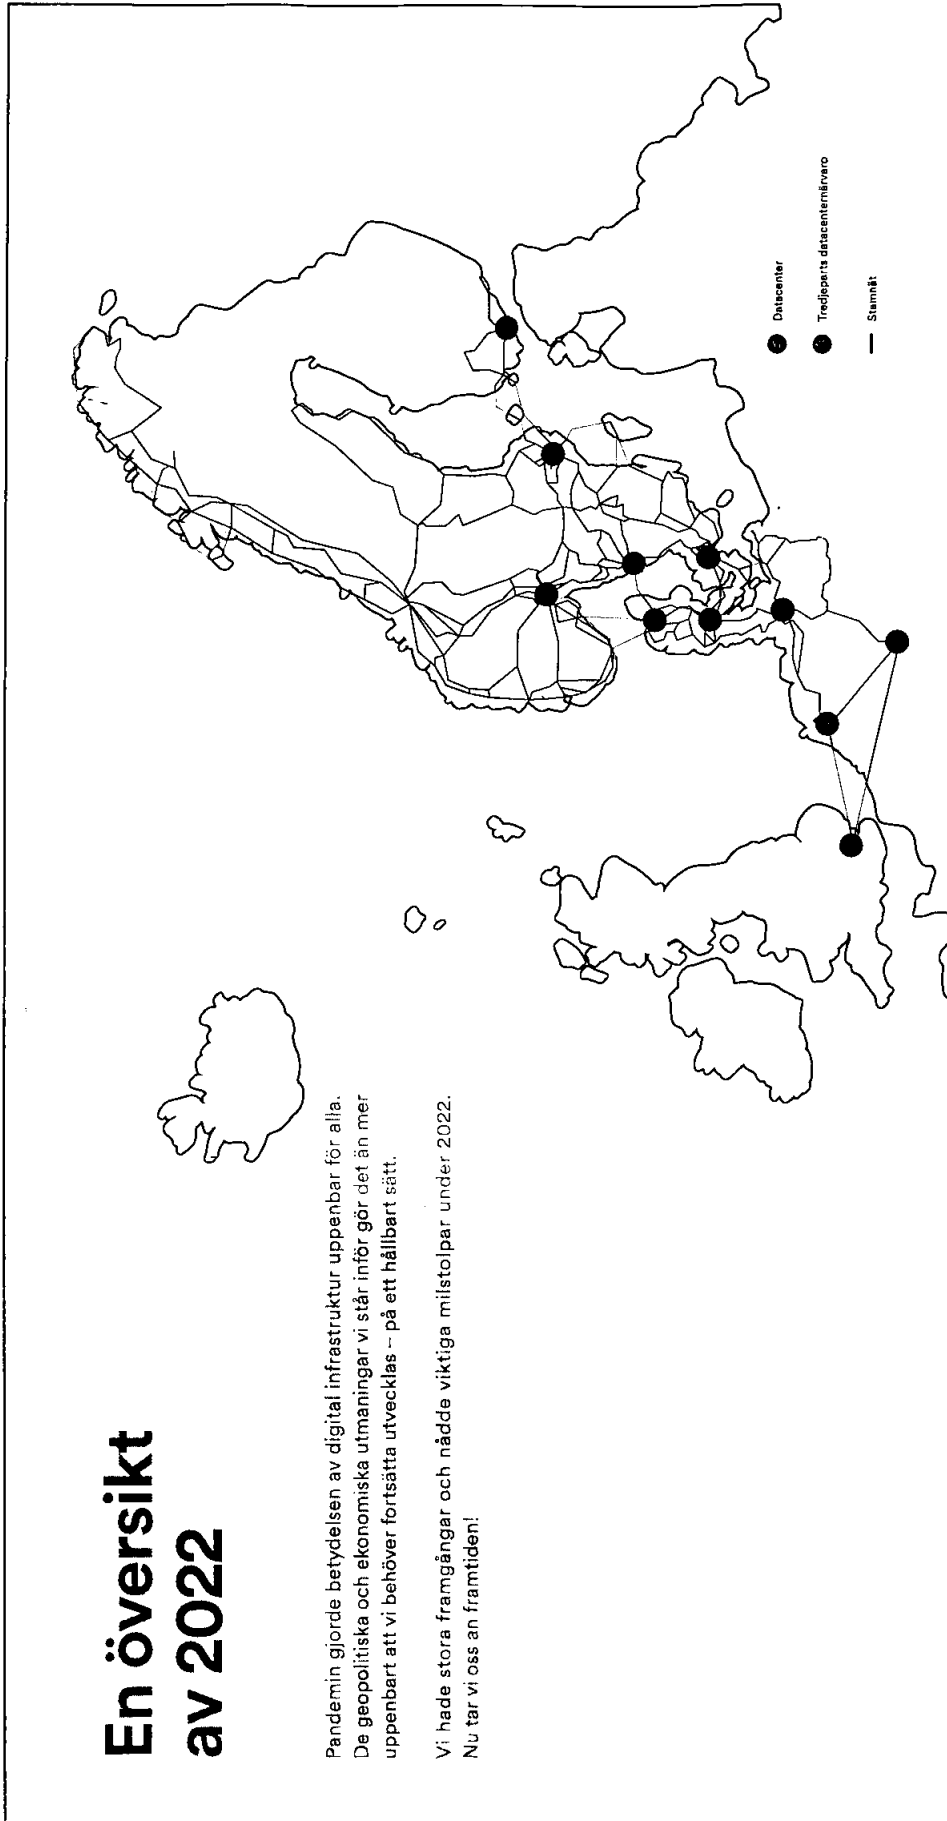 En översikt
av 2022
Pandemin gjorde betydelsen av digital infrastruktur uppenbar för alla.
De geopolitiska och ekonomiska utmaningar vi står inför gör det än mer
uppenbart att vi behöver fortsätta utvecklas – på ett hållbart sätt.
Vi hade stora framgångar och nådde viktiga milstolpar under 2022.
Nu tar vi oss an framtiden!
Datacenter
Tredjeparts datacenternärvaro
Stamnät